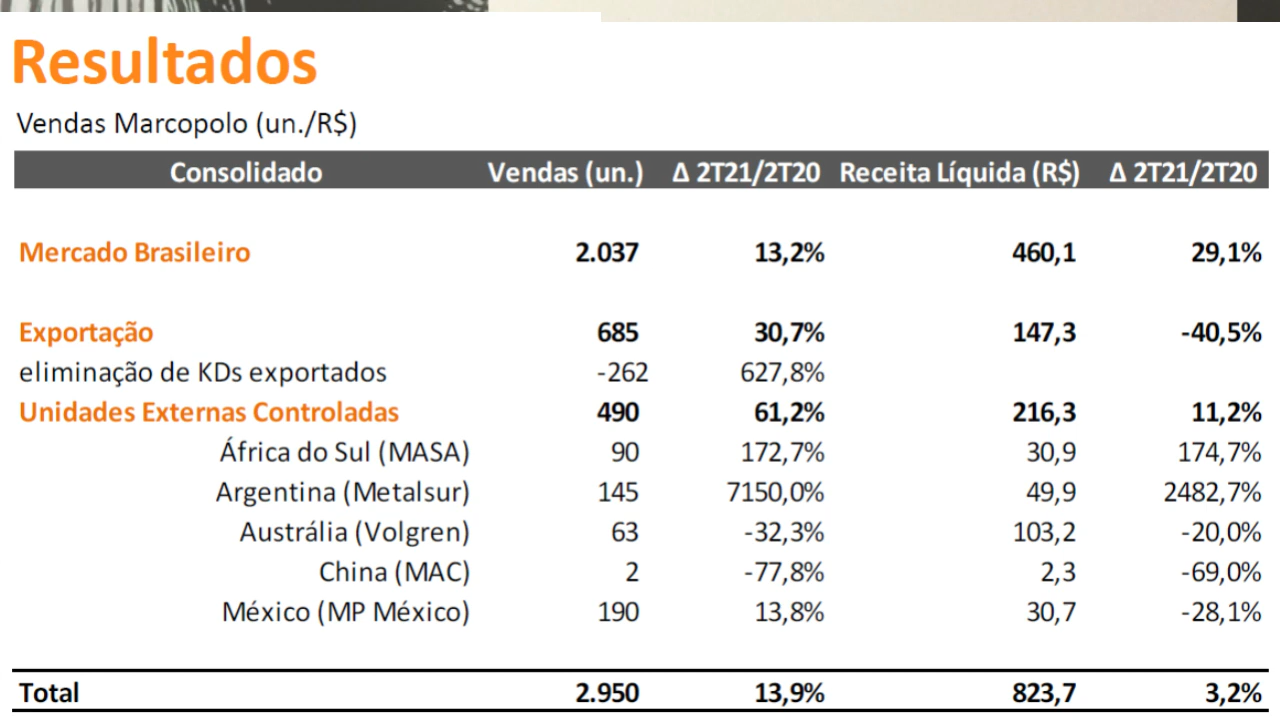 Resultados
Vendas Marcopolo (un./R$)
Consolidado Vendas (un.) Δ 2T21/2T20 Receita Líquida (R$) Δ 2T21/2T20
Mercado Brasileiro 2.037 13,2% 460,1 29,1%
Exportação 685 30,7% 147,3 -40,5%
eliminação de KDs exportados -262 627,8%
Unidades Externas Controladas 490 61,2% 216,3 11,2%
África do Sul (MASA) 90 172,7% 30,9 174,7%
Argentina (Metalsur) 145 7150,0% 49,9 2482,7%
Austrália (Volgren) 63 -32,3% 103,2 -20,0%
China (MAC) 2 -77,8% 2,3 -69,0%
México (MP México) 190 13,8% 30,7 -28,1%
Total 2.950 13,9% 823,7 3,2%